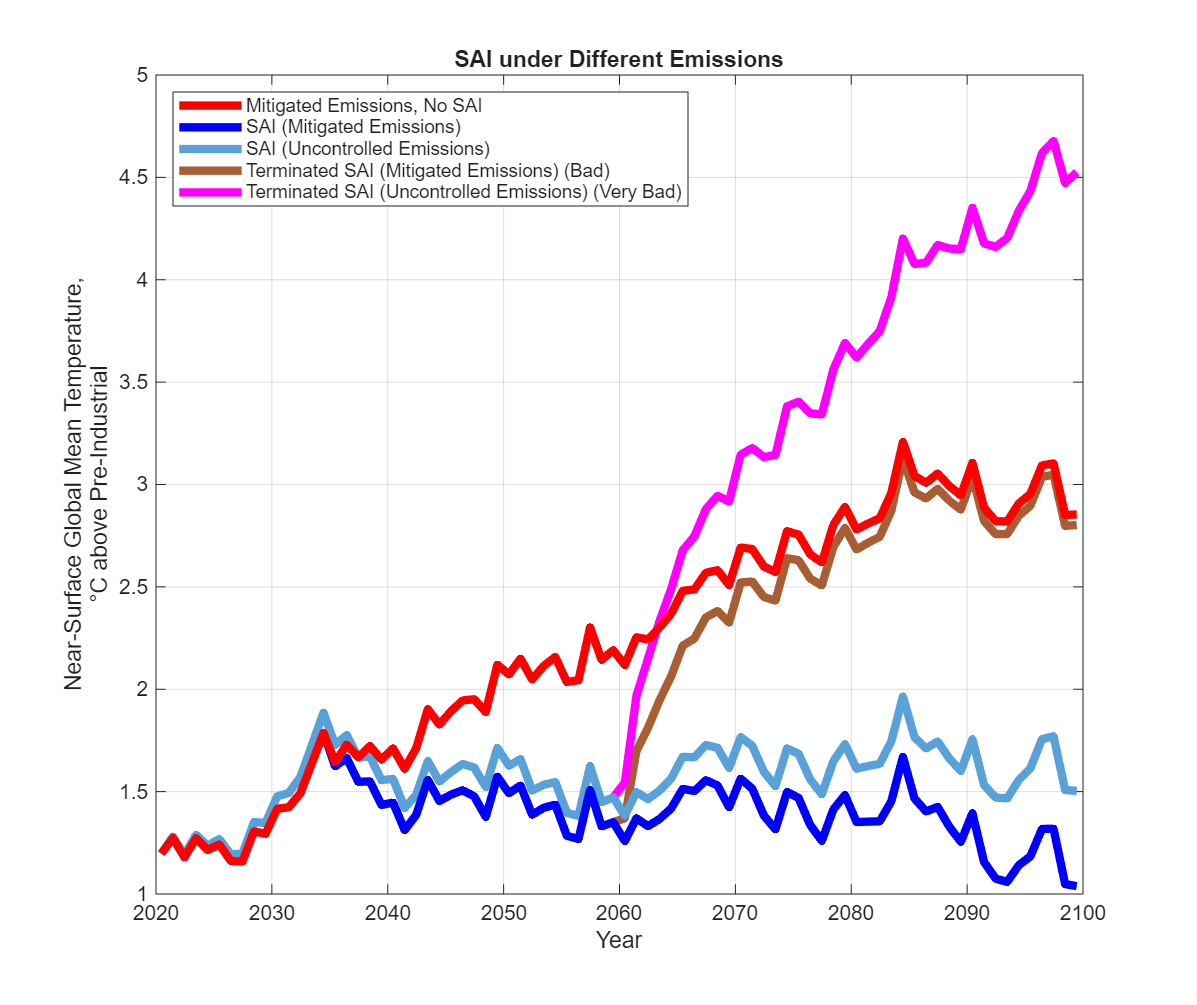 SAI under Different Emissions
5
4.5
4
3.5
3
2.5
2
1.5
1
Near-Surface Global Mean Temperature,
°C above Pre-Industrial
Mitigated Emissions, No SAI
SAI (Mitigated Emissions)
SAI (Uncontrolled Emissions)
Terminated SAI (Mitigated Emissions) (Bad)
Terminated SAI (Uncontrolled Emissions) (Very Bad)
2020 2030 2040 2050 2060 2070 2080 2090 2100
Year